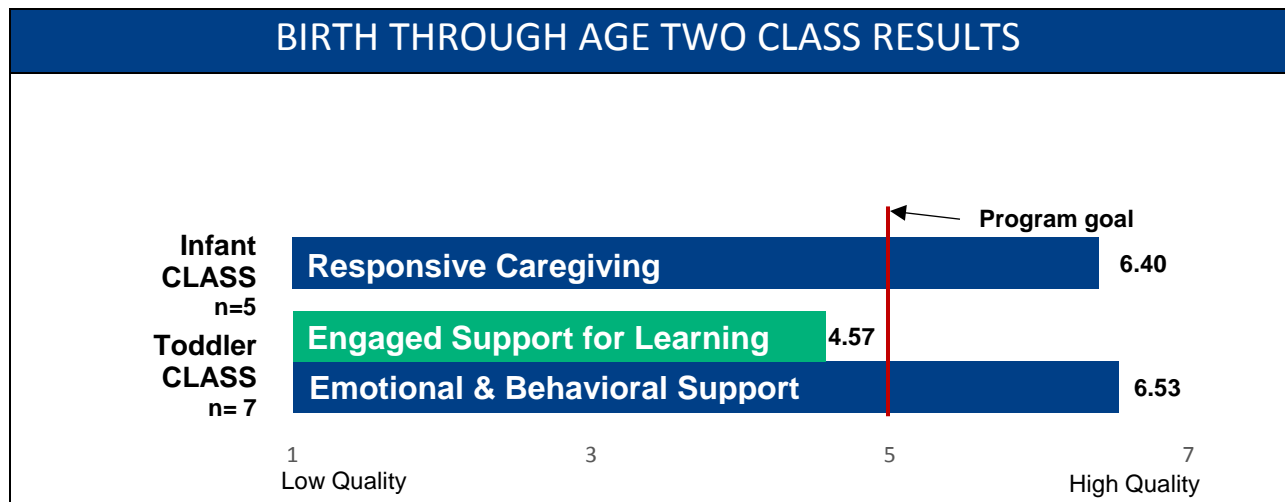 BIRTH THROUGH AGE TWO CLASS RESULTS
Program goal
Infant
CLASS
n=5
Responsive Caregiving
6.40
Toddler
CLASS
n= 7
Engaged Support for Learning
4.57
Emotional & Behavioral Support
6.53
1
3
5
7
Low Quality
High Quality